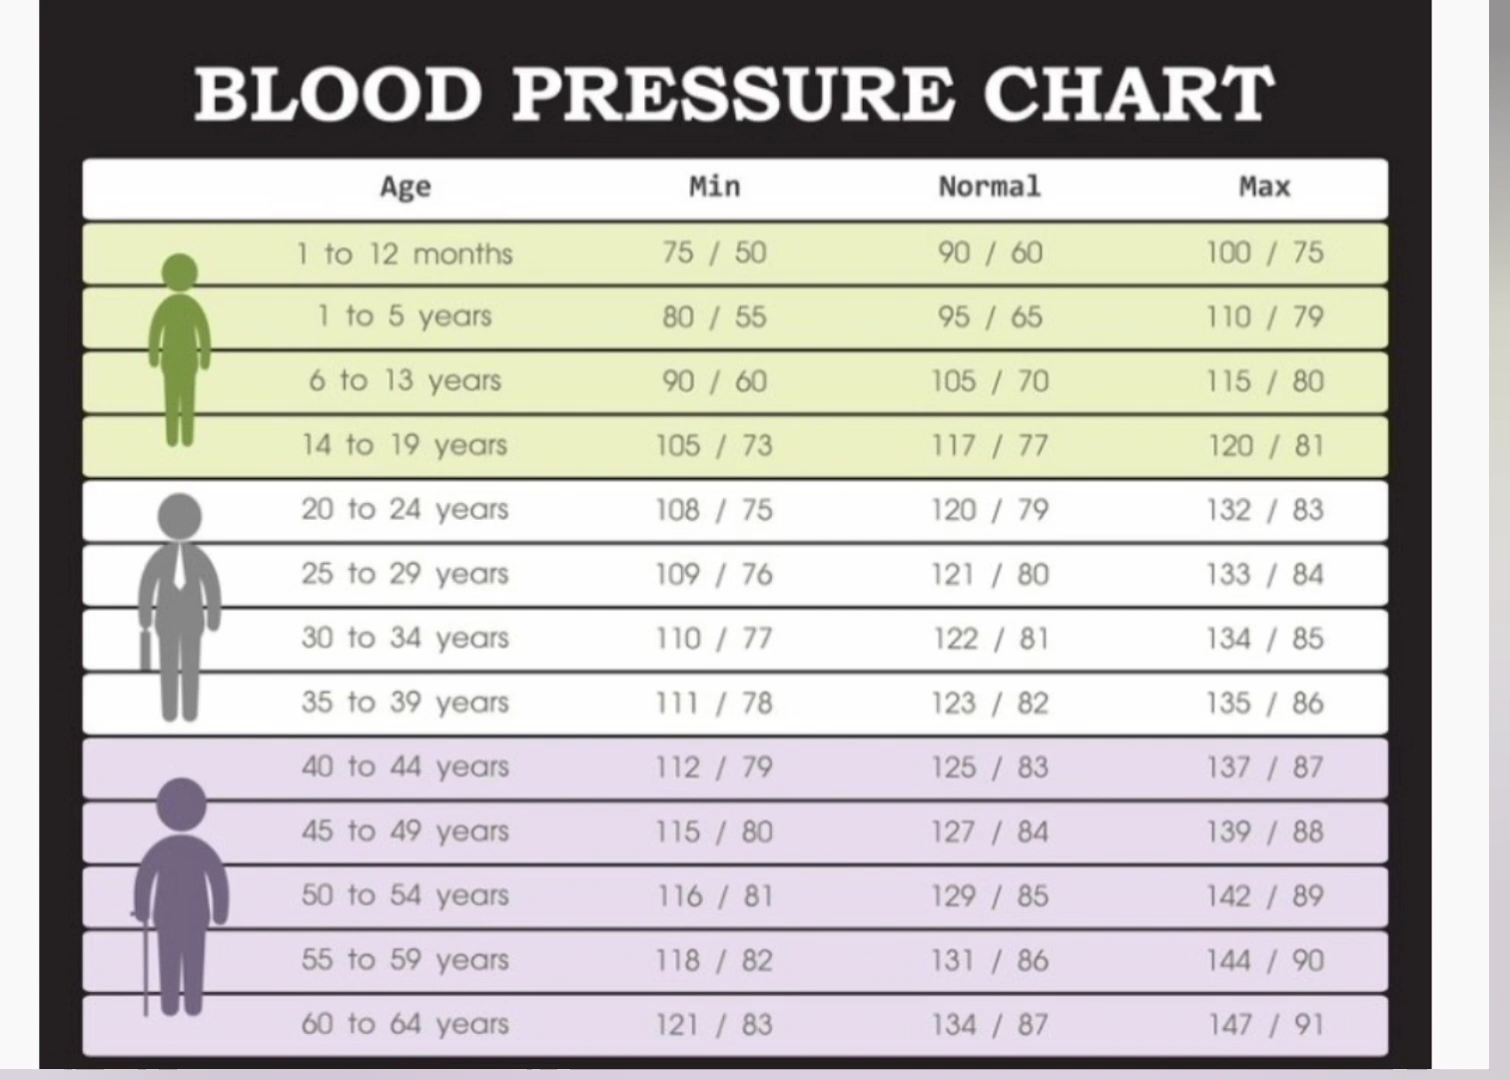 BLOOD PRESSURE CHART
Age Min Normal Max
1 to 12 months 75 / 50 90 / 60 100 / 75
1 to 5 years 80 / 55 95 / 65 110 / 79
6 to 13 years 90 / 60 105 / 70 115 / 80
14 to 19 years 105 / 73 117 / 77 120 / 81
20 to 24 years 108 / 75 120 / 79 132 / 83
25 to 29 years 109 / 76 121 / 80 133 / 84
30 to 34 years 110 / 77 122 / 81 134 / 85
35 to 39 years 111 / 78 123 / 82 135 / 86
40 to 44 years 112 / 79 125 / 83 137 / 87
45 to 49 years 115 / 80 127 / 84 139 / 88
50 to 54 years 116 / 81 129 / 85 142 / 89
55 to 59 years 118 / 82 131 / 86 144 / 90
60 to 64 years 121 / 83 134 / 87 147 / 91